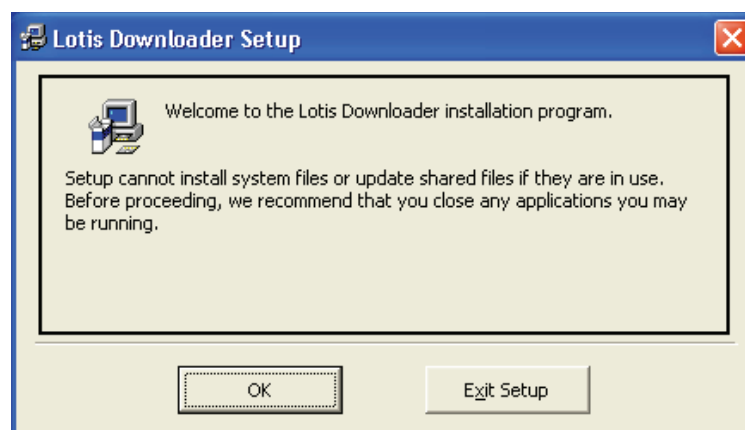 Lotis Downloader Setup
Welcome to the Lotis Downloader installation program.
Setup cannot install system files or update shared files if they are in use.
Before proceeding, we recommend that you close any applications you may
be running.
OK
Exit Setup